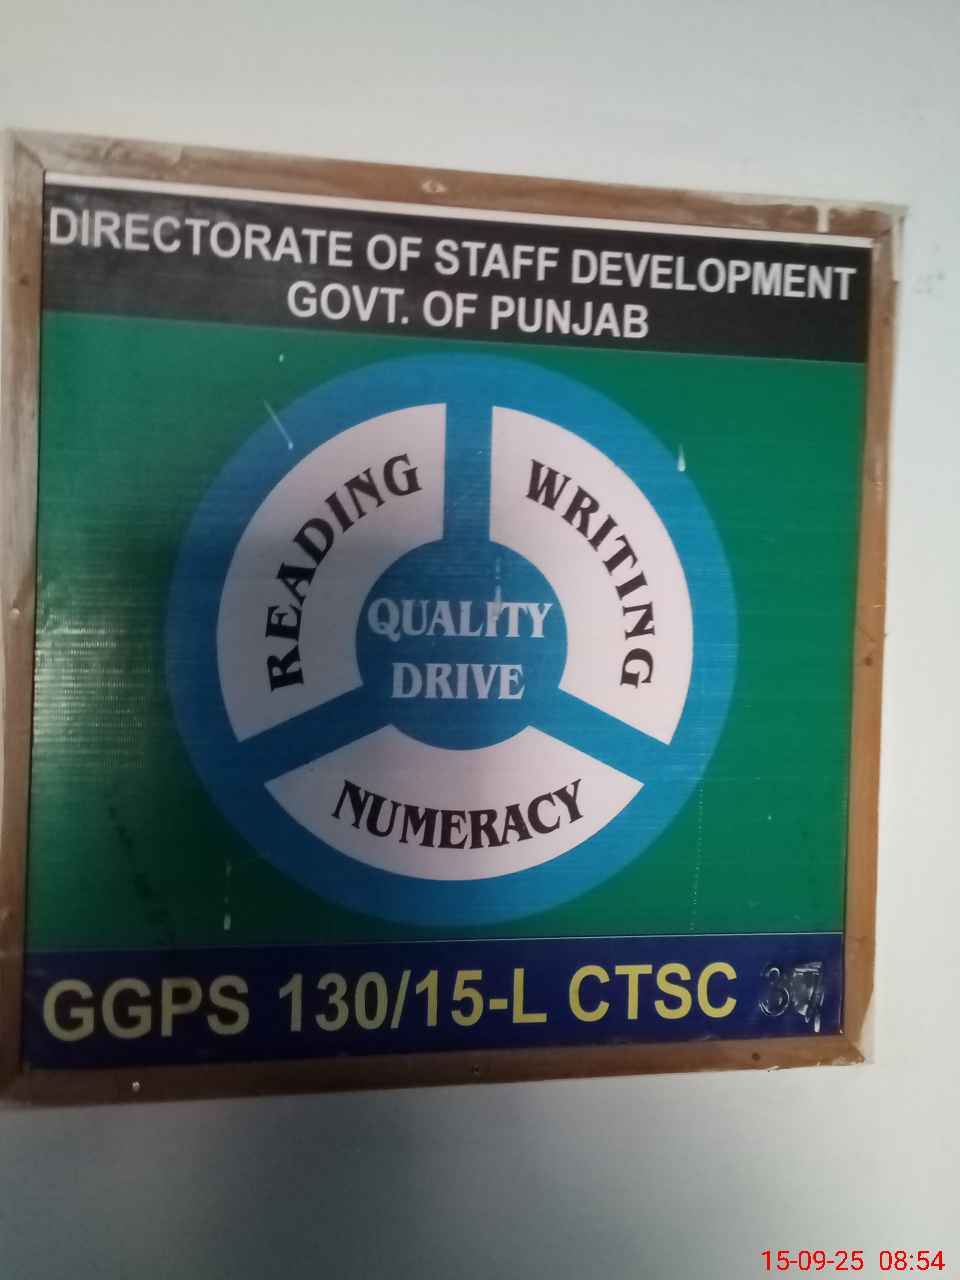 DIRECTORATE OF STAFF DEVELOPMENT
GOVT. OF PUNJAB
READING
WRITING
QUALITY
DRIVE
NUMERACY
GGPS 130/15-L CTSC
15-09-25 08:54